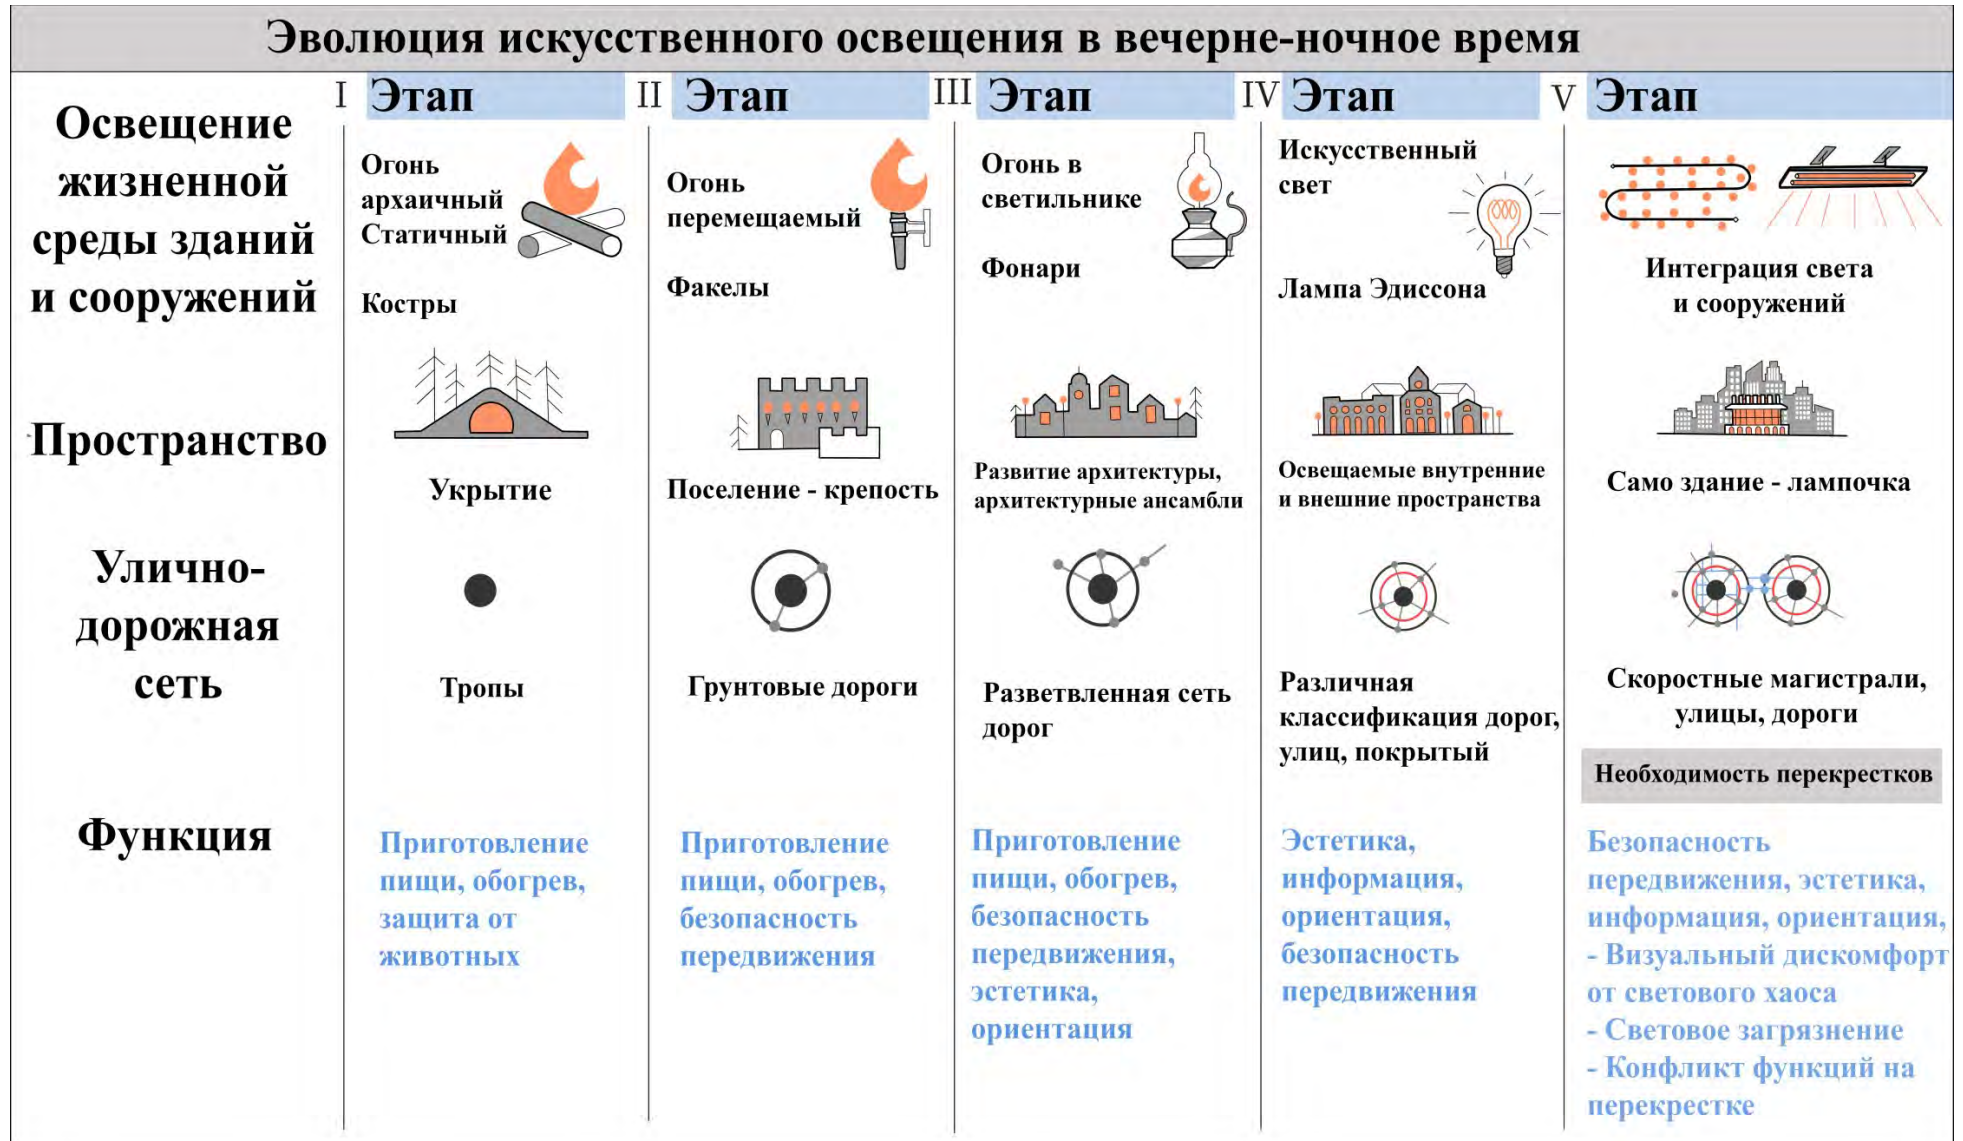 Эволюция искусственного освещения в вечерне-ночное время
Освещение
жизненной
среды зданий
и сооружений
I Этап
Огонь
архаичный
Статичный
Костры
II Этап
Огонь
перемещаемый
Факелы
III Этап
Огонь в
светильнике
Фонари
IV Этап
Искусственный
свет
Лампа Эдиссона
V Этап
Интеграция света
и сооружений
Пространство
Укрытие
Поселение - крепость
Развитие архитектуры,
архитектурные ансамбли
Освещаемые внутренние
и внешние пространства
Само здание - лампочка
Улично-
дорожная
сеть
Тропы
Грунтовые дороги
Разветвленная сеть
дорог
Различная
классификация дорог,
улиц, покрытый
Скоростные магистрали,
улицы, дороги
Необходимость перекрестков
Функция
Приготовление
пищи, обогрев,
защита от
животных
Приготовление
пищи, обогрев,
безопасность
передвижения
Приготовление
пищи, обогрев,
безопасность
передвижения,
эстетика,
ориентация
Эстетика,
информация,
ориентация,
безопасность
передвижения
Безопасность
передвижения, эстетика,
информация, ориентация,
- Визуальный дискомфорт
от светового хаоса
- Световое загрязнение
- Конфликт функций на
перекрестке